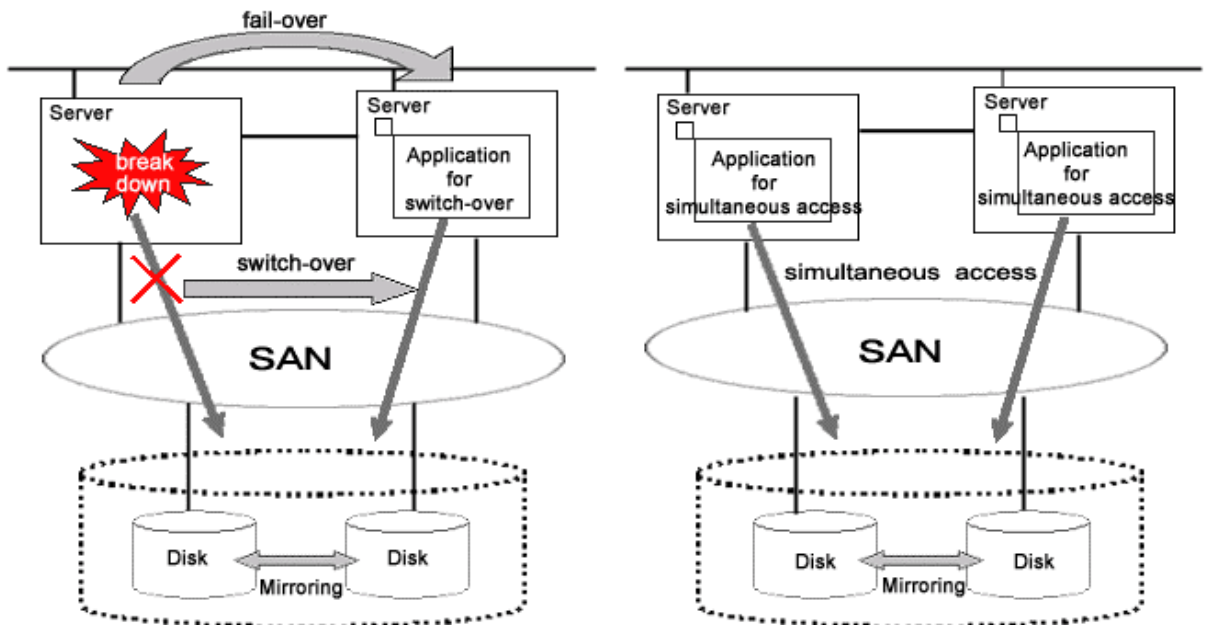 fail-over
Server
break
down
Server
Application
for
switch-over
switch-over
SAN
Disk
Disk
Mirroring
Server
Application
for
simultaneous access
Server
Application
for
simultaneous access
simultaneous access
SAN
Disk
Disk
Mirroring